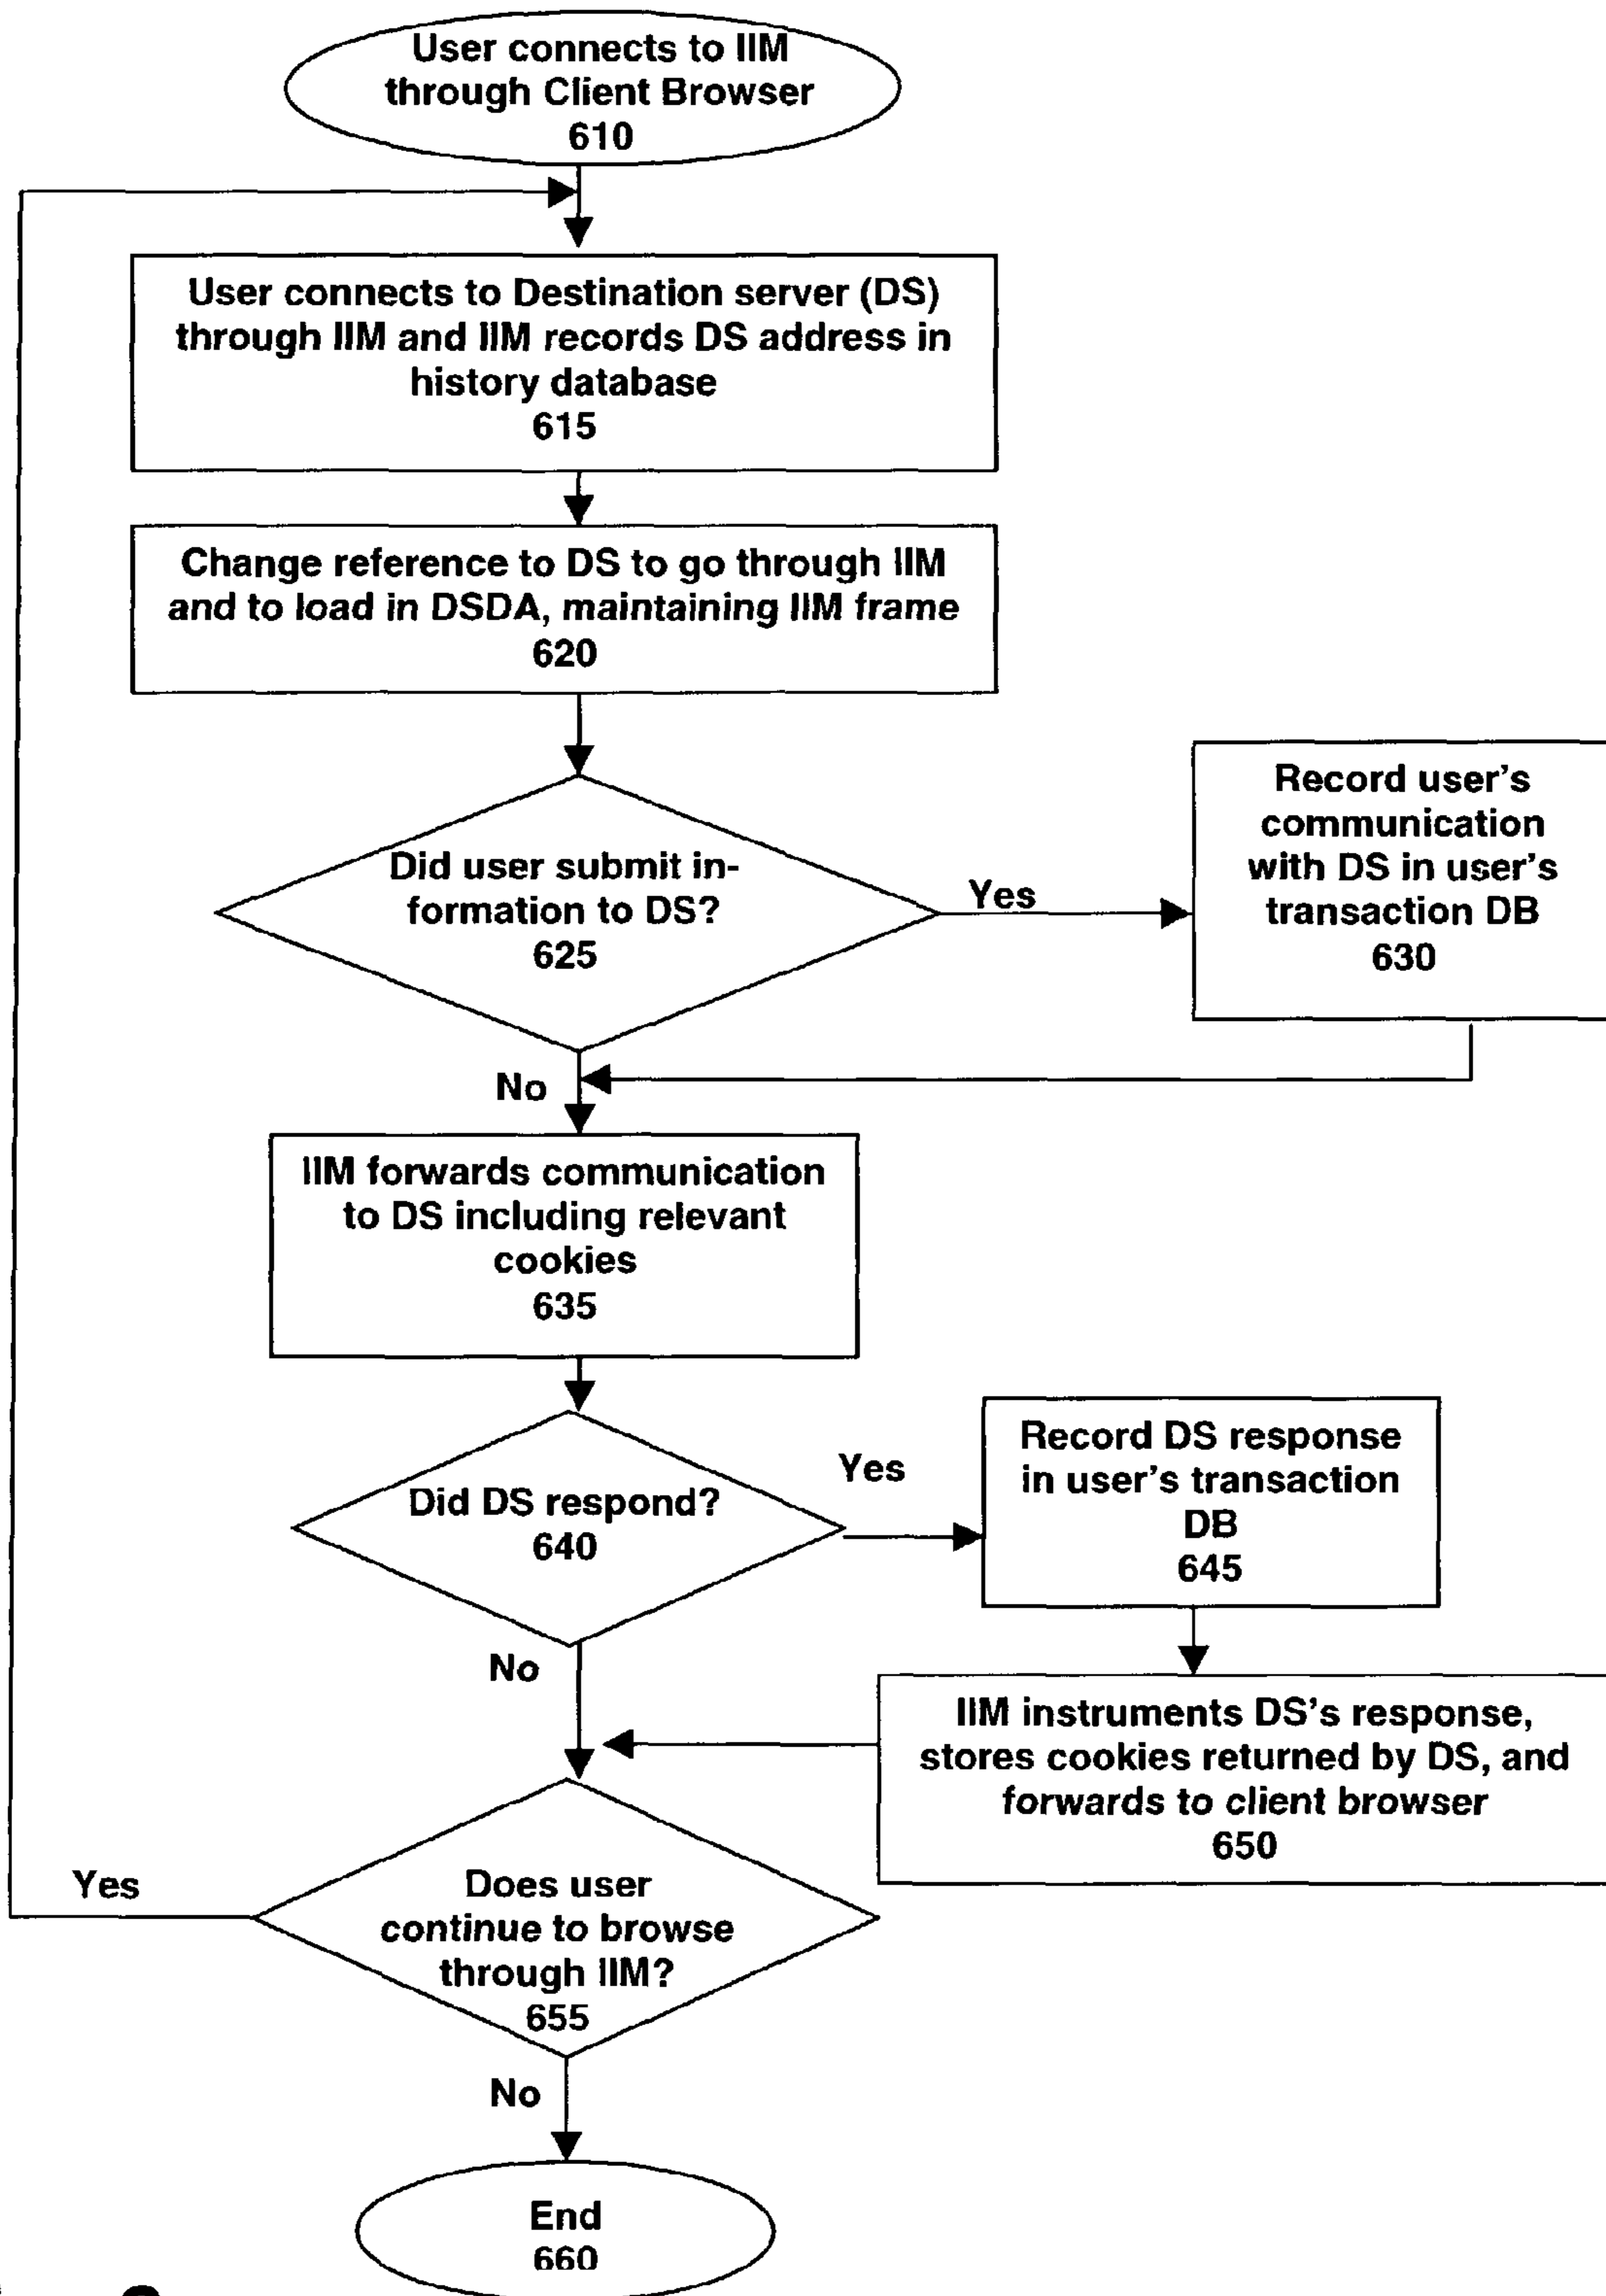 User connects to IIM
through Client Browser
610
User connects to Destination server (DS)
through IIM and IIM records DS address in
history database
615
Change reference to DS to go through IIM
and to load in DSDA, maintaining IIM frame
620
Did user submit in-
formation to DS?
625
Yes
Record user's
communication
with DS in user's
transaction DB
630
No
IIM forwards communication
to DS including relevant
cookies
635
Did DS respond?
640
Yes
Record DS response
in user's transaction
DB
645
No
IIM instruments DS's response,
stores cookies returned by DS, and
forwards to client browser
650
Yes
Does user
continue to browse
through IIM?
655
No
End
660